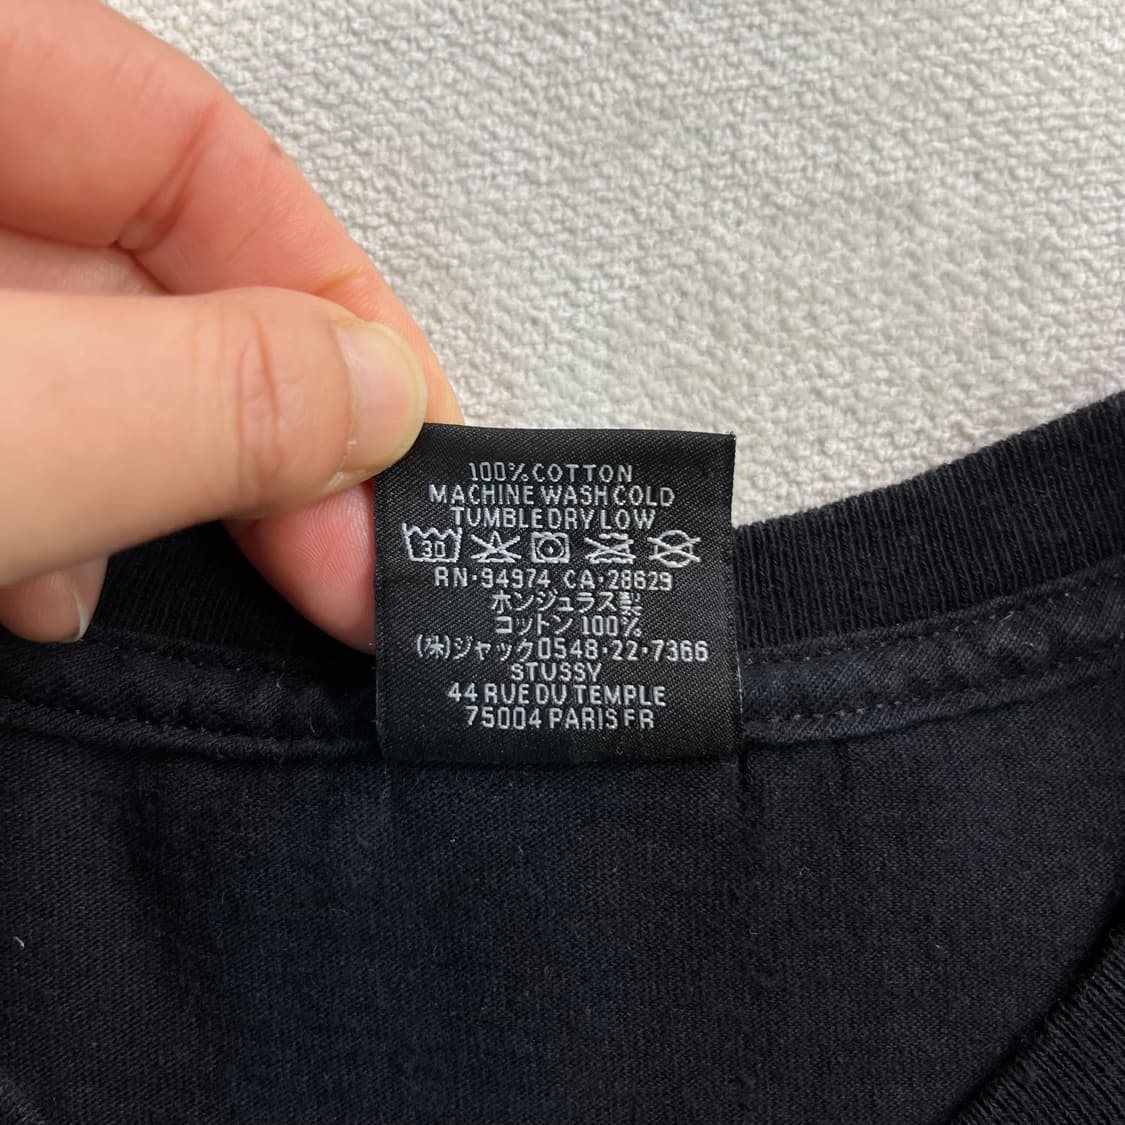 100% COTTON
MACHINE WASH COLD
TUMBLE DRY LOW
30
RN·94974 CA·28629
ホンジュラス製
コットン 100%
(株)ジャック0548·22·7366
STUSSY
44 RUE DU TEMPLE
75004 PARIS FR